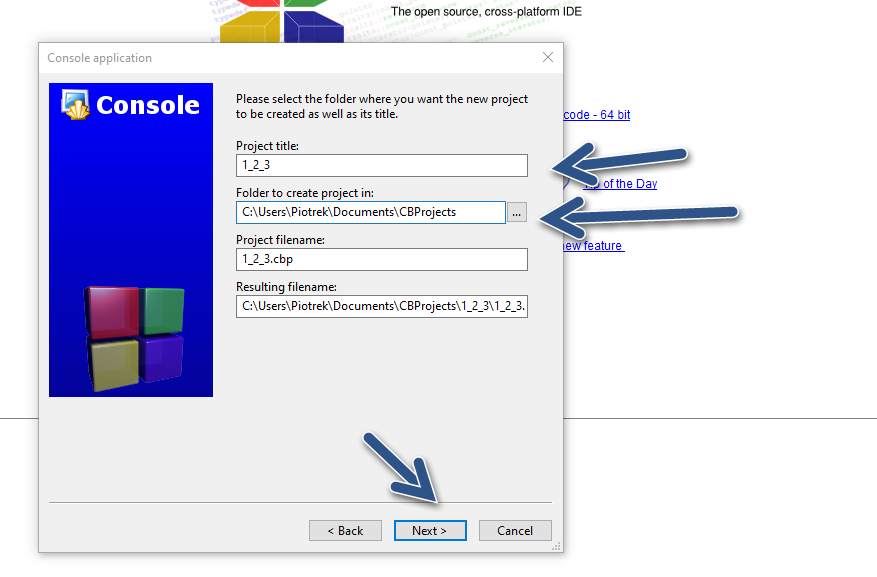 The open source, cross-platform IDE
Console application
Console
Please select the folder where you want the new project
to be created as well as its title.
code - 64 bit
Project title:
1_2_3
of the Day
Folder to create project in:
C:\Users\Piotrek\Documents\CBProjects
...
Project filename:
new feature
1_2_3.cbp
Resulting filename:
C:\Users\Piotrek\Documents\CBProjects\1_2_3\1_2_3.
< Back
Next >
Cancel